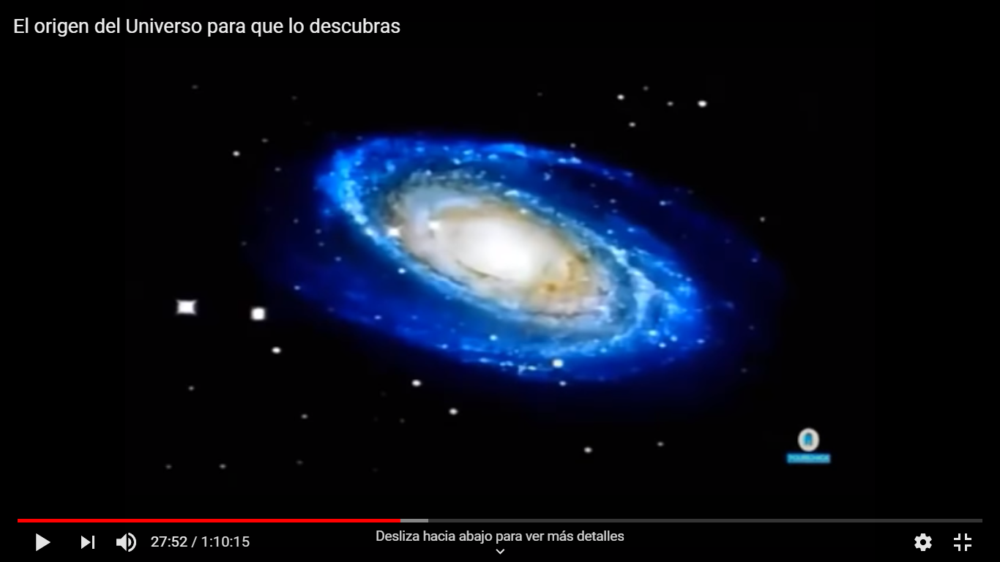 El origen del Universo para que lo descubras
27:52 / 1:10:15
Desliza hacia abajo para ver más detalles